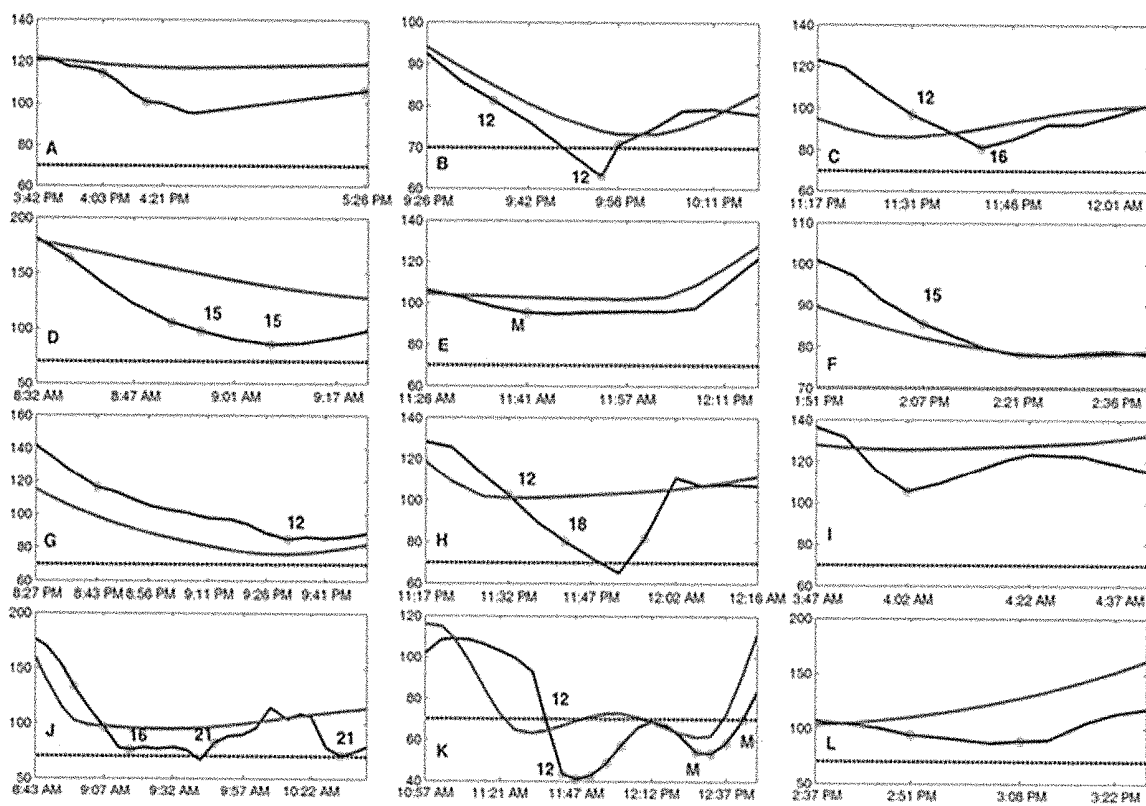 140 100 140
120 90 120
100 80 12 100 12
80 A 70 12 B 80 C 16
60 60 12 60
3:42 PM 4:03 PM 4:21 PM 5:26 PM 9:26 PM 9:42 PM 9:56 PM 10:11 PM 11:17 PM 11:31 PM 11:46 PM 12:01 AM
200 140 110
150 120 100
100 15 15 100 M 90 15
D 80 E 80 F
50 60 70
8:32 AM 8:47 AM 9:01 AM 9:17 AM 11:26 AM 11:41 AM 11:57 AM 12:11 PM 1:51 PM 2:07 PM 2:21 PM 2:36 PM
160 140 140
140 120 12 120
120 100 100
100 12 80 H 18 80 I
80 G
60 60 60
8:27 PM 8:43 PM 8:56 PM 9:11 PM 9:26 PM 9:41 PM 11:17 PM 11:32 PM 11:47 PM 12:02 AM 12:16 AM 3:47 AM 4:02 AM 4:22 AM 4:37 AM
200 120 200
150 100 150
100 80 12 100
J 16 21 21 60 K 12 M M L
50 40 50
8:43 AM 9:07 AM 9:32 AM 9:57 AM 10:22 AM 10:57 AM 11:21 AM 11:47 AM 12:12 PM 12:37 PM 2:37 PM 2:51 PM 3:08 PM 3:22 PM